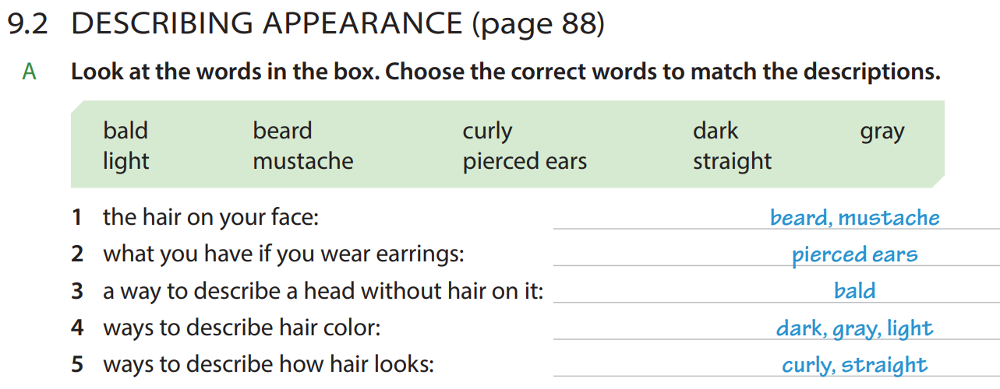 9.2 DESCRIBING APPEARANCE (page 88)
A Look at the words in the box. Choose the correct words to match the descriptions.
bald beard curly dark gray
light mustache pierced ears straight
1 the hair on your face: beard, mustache
2 what you have if you wear earrings: pierced ears
3 a way to describe a head without hair on it: bald
4 ways to describe hair color: dark, gray, light
5 ways to describe how hair looks: curly, straight